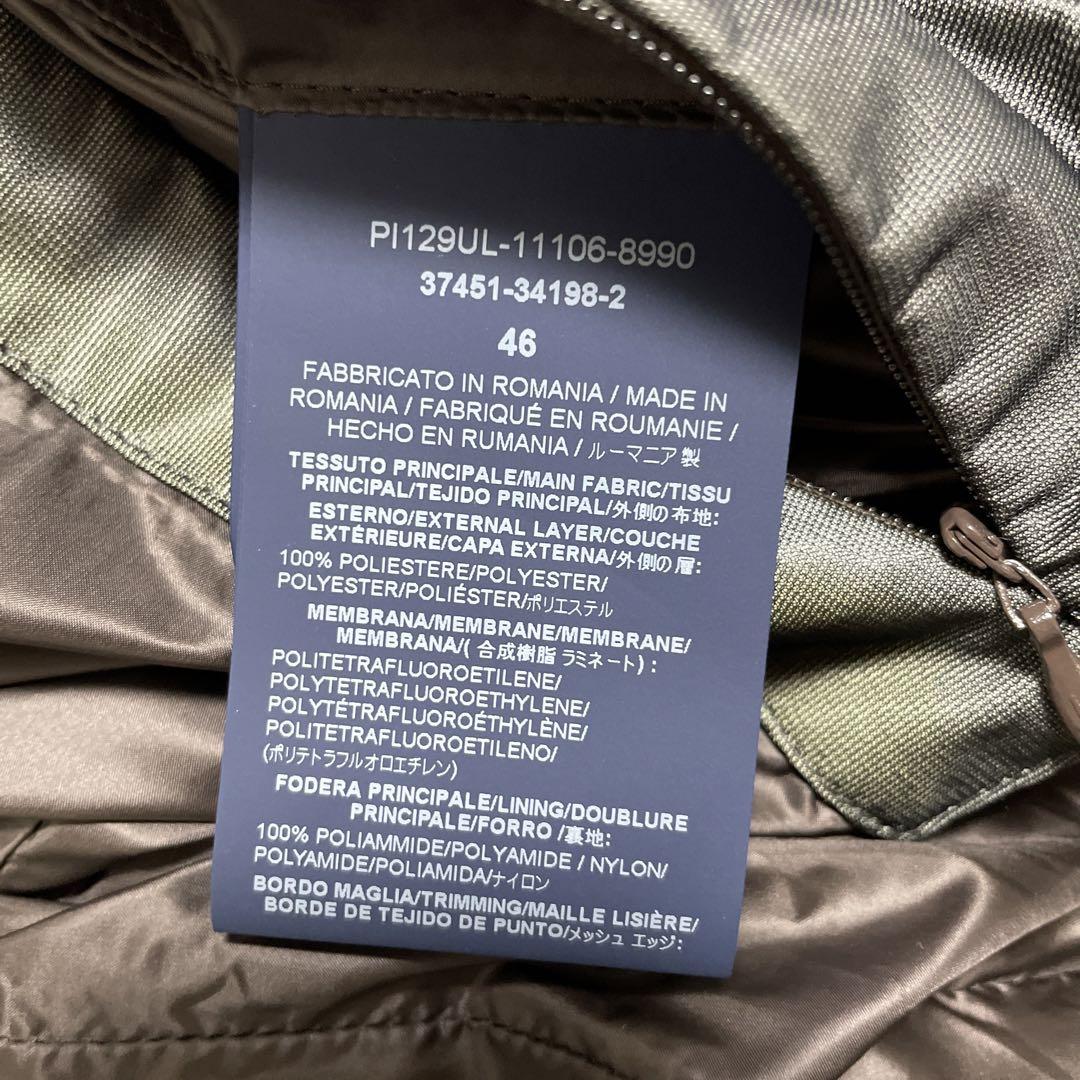 PI129UL-11106-8990
37451-34198-2
46
FABBRICATO IN ROMANIA / MADE IN
ROMANIA / FABRIQUÉ EN ROUMANIE /
HECHO EN RUMANIA / ルーマニア製
TESSUTO PRINCIPALE/MAIN FABRIC/TISSU
PRINCIPAL/TEJIDO PRINCIPAL/外側の布地:
ESTERNO/EXTERNAL LAYER/COUCHE
EXTÉRIEURE/CAPA EXTERNA/外側の層:
100% POLIESTERE/POLYESTER/
POLYESTER/POLIÉSTER/ポリエステル
MEMBRANA/MEMBRANE/MEMBRANE/
MEMBRANA/( 合成樹脂 ラミネート) :
POLITETRAFLUOROETILENE/
POLYTETRAFLUOROETHYLENE/
POLYTÉTRAFLUOROÉTHYLÈNE/
POLITETRAFLUOROETILENO/
(ポリテトラフルオロエチレン)
FODERA PRINCIPALE/LINING/DOUBLURE
PRINCIPALE/FORRO /裏地:
100% POLIAMMIDE/POLYAMIDE / NYLON/
POLYAMIDE/POLIAMIDA/ナイロン
BORDO MAGLIA/TRIMMING/MAILLE LISIÈRE/
BORDE DE TEJIDO DE PUNTO/メッシュ エッジ: